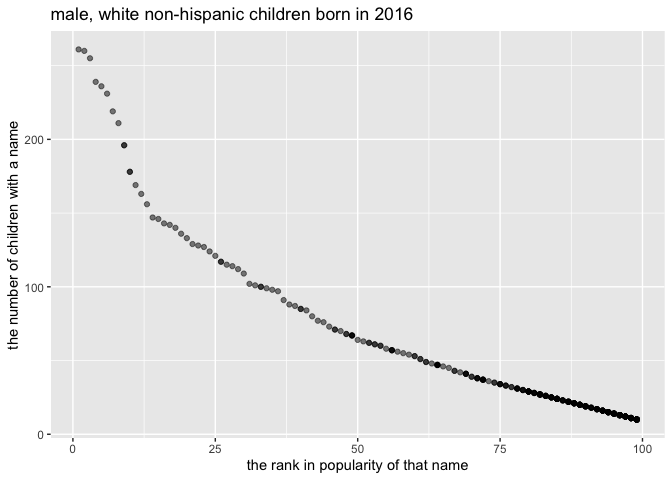 male, white non-hispanic children born in 2016
the number of children with a name
200
100
0
0
25
50
75
100
the rank in popularity of that name